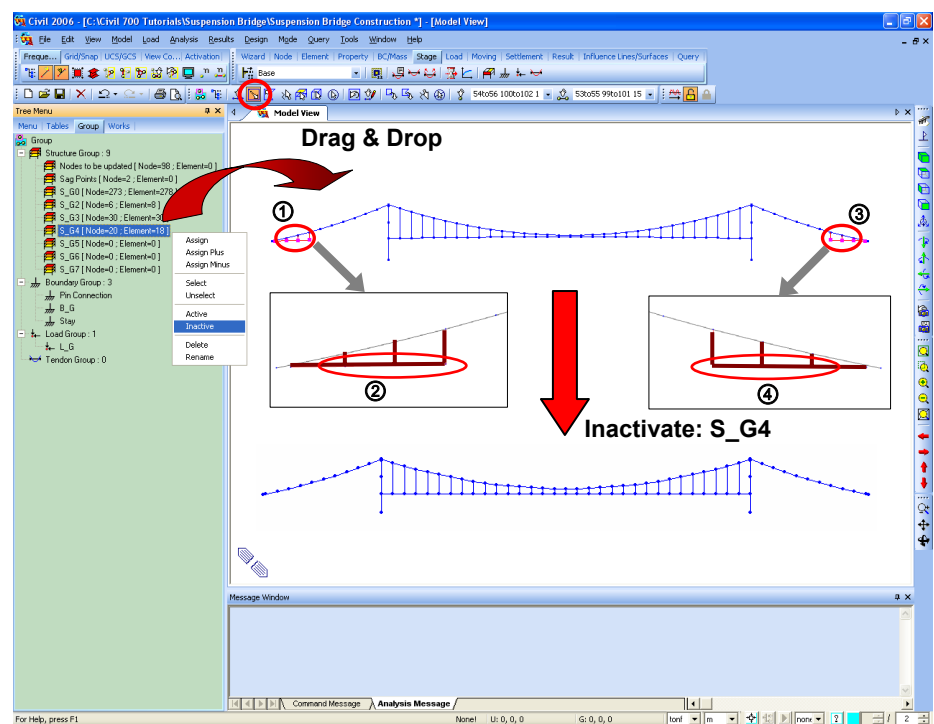 Civil 2006 - [C:\Civil 700 Tutorials\Suspension Bridge\Suspension Bridge Construction *] - [Model View]
File Edit View Model Load Analysis Results Design Mode Query Tools Window Help
Freque... Grid/Snap UCS/GCS View Co... Activation Wizard Node Element Property BC/Mass Stage Load Moving Settlement Result Influence Lines/Surfaces Query
Base
54to56 100to102 1 53to55 99to101 15
Tree Menu
Model View
Menu Tables Group Works
Group
Structure Group : 9
Nodes to be updated [ Node=98 ; Element=0 ]
Sag Points [ Node=2 ; Element=0 ]
S_G0 [ Node=273 ; Element=278 ]
S_G2 [ Node=6 ; Element=8 ]
S_G3 [ Node=30 ; Element=30
S_G4 [ Node=20 ; Element=18 ]
S_G5 [ Node=0 ; Element=0 ]
S_G6 [ Node=0 ; Element=0 ]
S_G7 [ Node=0 ; Element=0 ]
Boundary Group : 3
Pin Connection
B_G
Stay
Load Group : 1
L_G
Tendon Group : 0
Assign
Assign Plus
Assign Minus
Select
Unselect
Active
Inactive
Delete
Rename
Drag & Drop
①
③
②
④
Inactivate: S_G4
Message Window
Command Message Analysis Message
For Help, press F1
None! U: 0, 0, 0 G: 0, 0, 0 tonf m none ? / 2